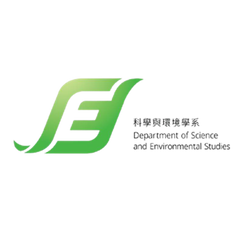 E
科學與環境學系
Department of Science
and Environmental Studies